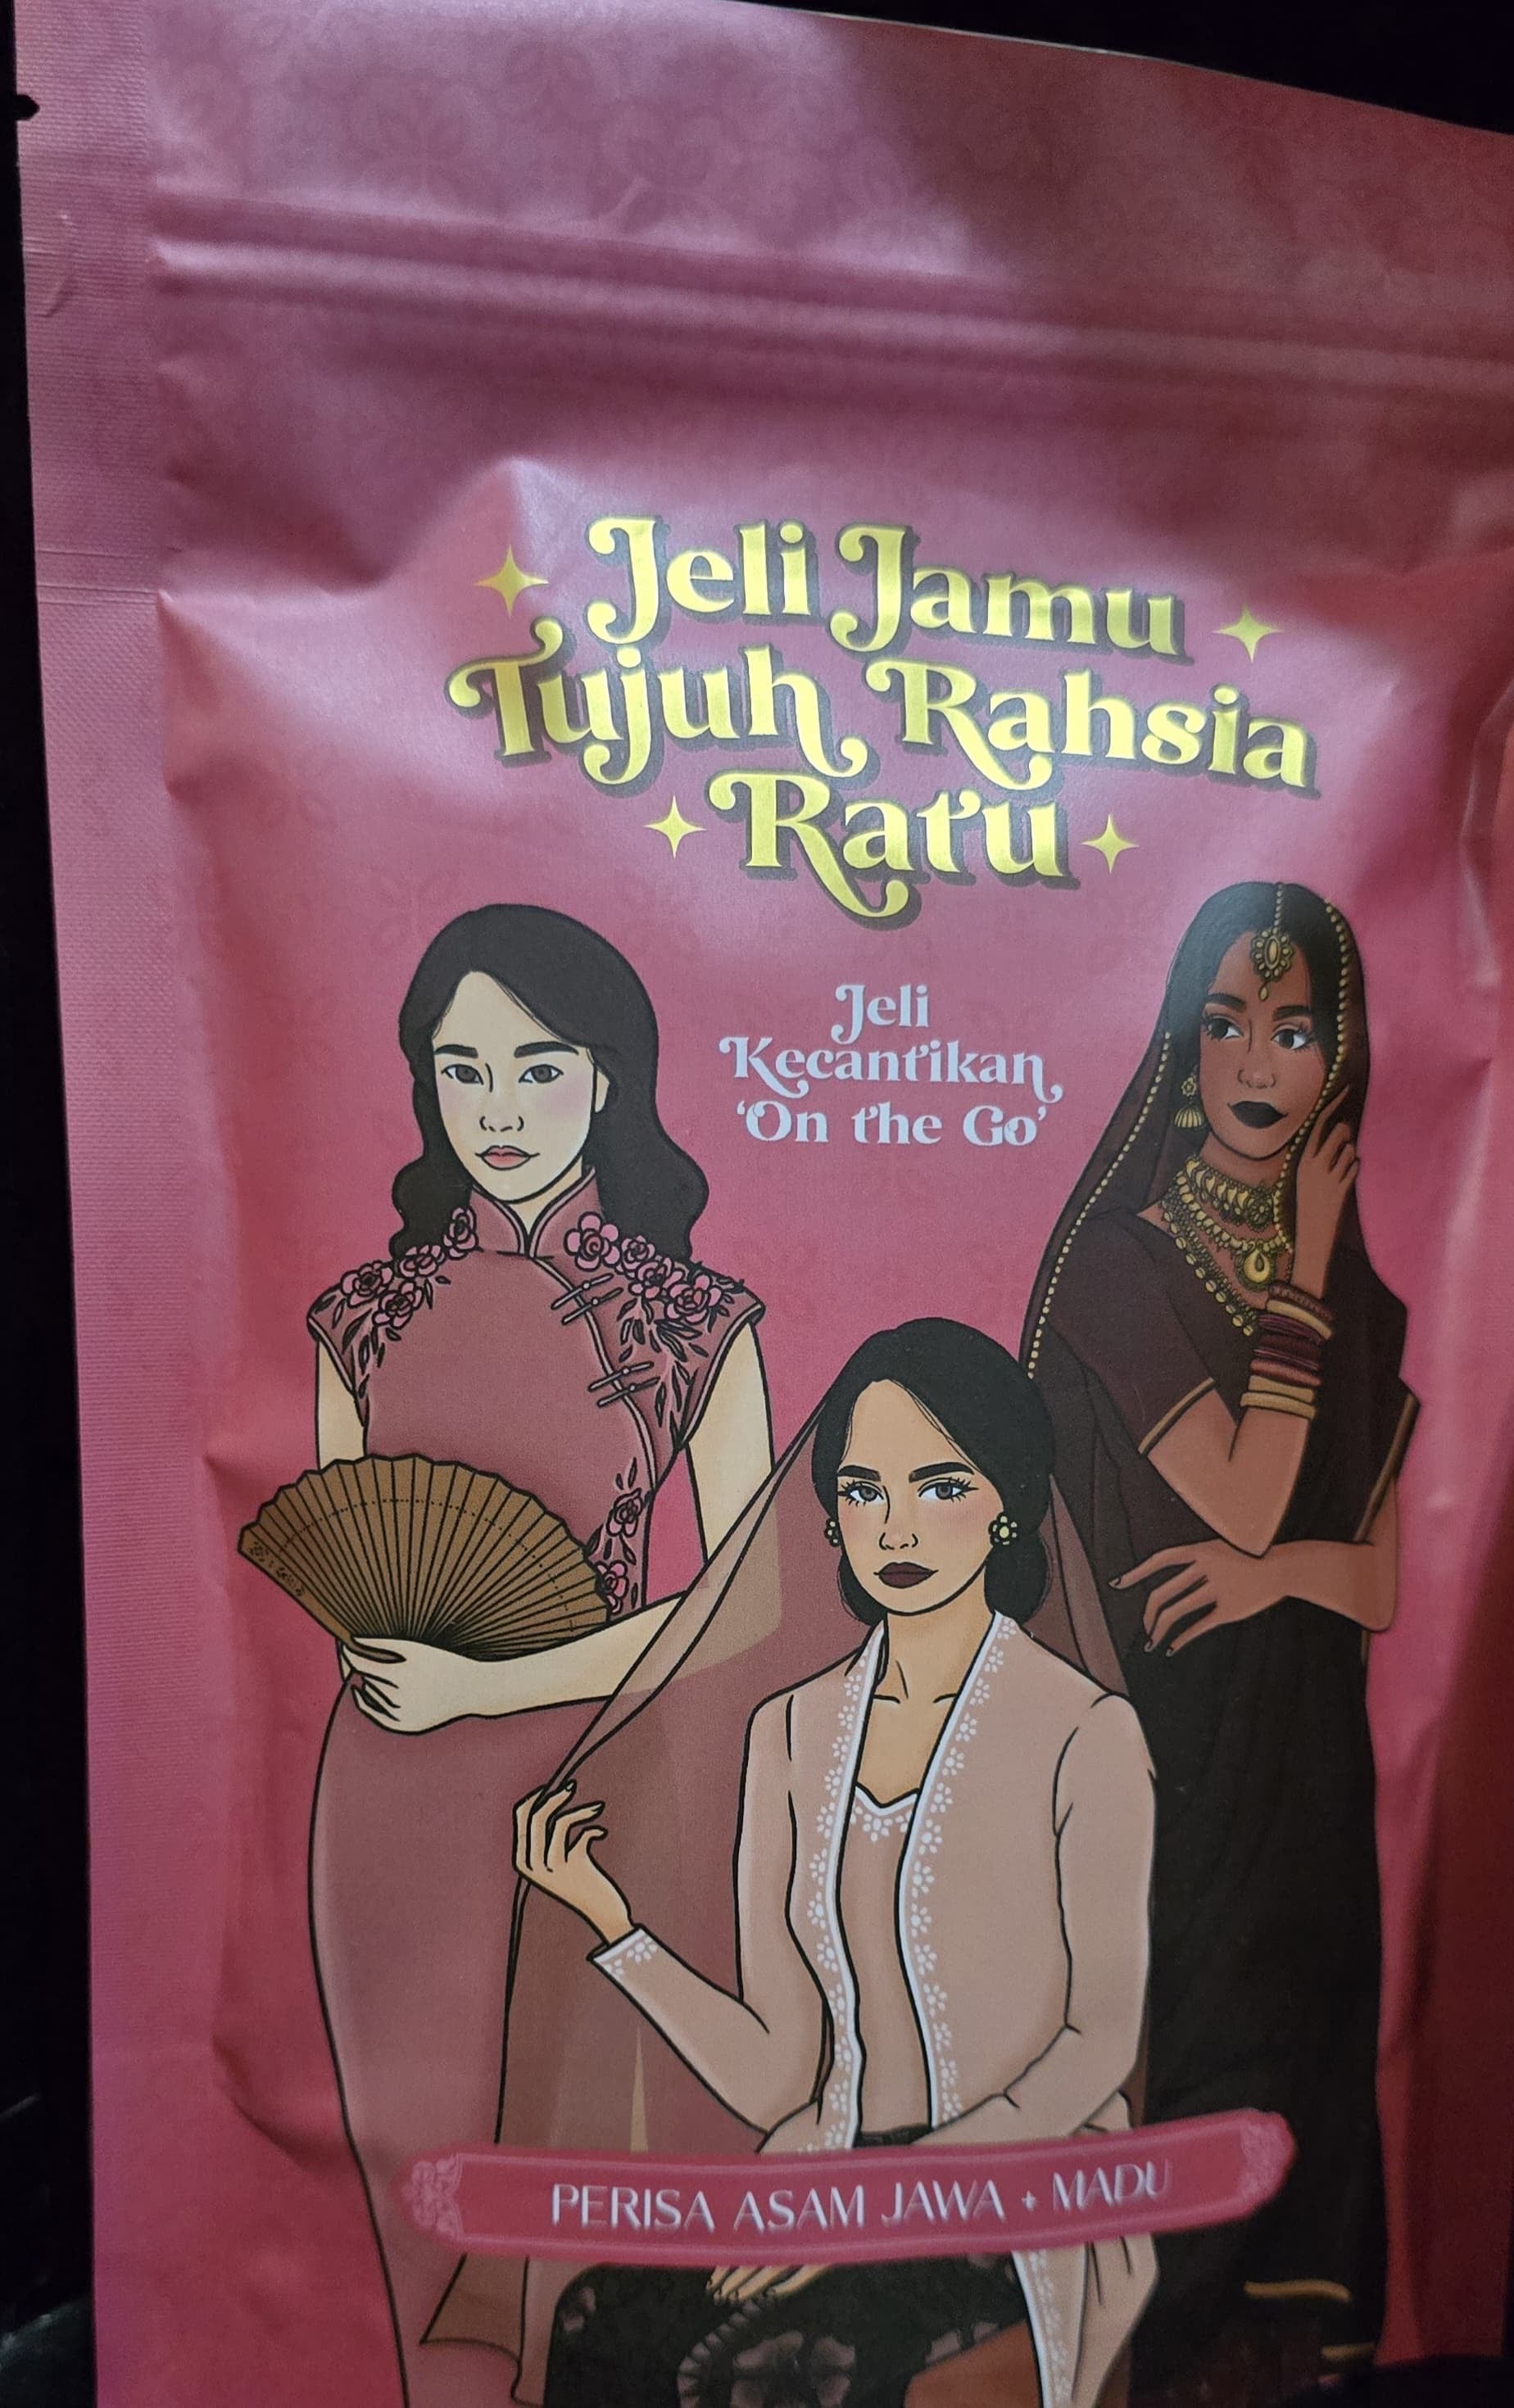 Jeli Jamu
Tujuh Rahsia
Ratu
Jeli
Kecantikan
‘On the Go’
PERISA ASAM JAWA + MADU